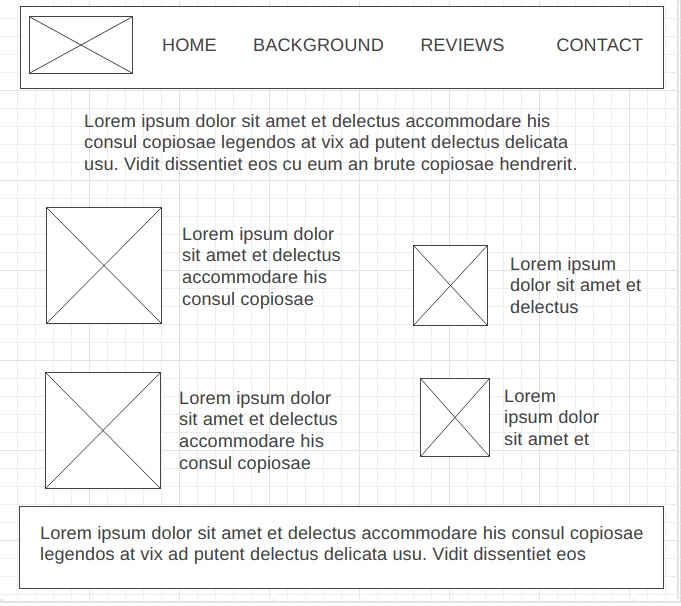 HOME BACKGROUND REVIEWS CONTACT
Lorem ipsum dolor sit amet et delectus accommodare his
consul copiosae legendos at vix ad putent delectus delicata
usu. Vidit dissentiet eos cu eum an brute copiosae hendrerit.
Lorem ipsum dolor
sit amet et delectus
accommodare his
consul copiosae
Lorem ipsum
dolor sit amet et
delectus
Lorem ipsum dolor
sit amet et delectus
accommodare his
consul copiosae
Lorem
ipsum dolor
sit amet et
Lorem ipsum dolor sit amet et delectus accommodare his consul copiosae
legendos at vix ad putent delectus delicata usu. Vidit dissentiet eos